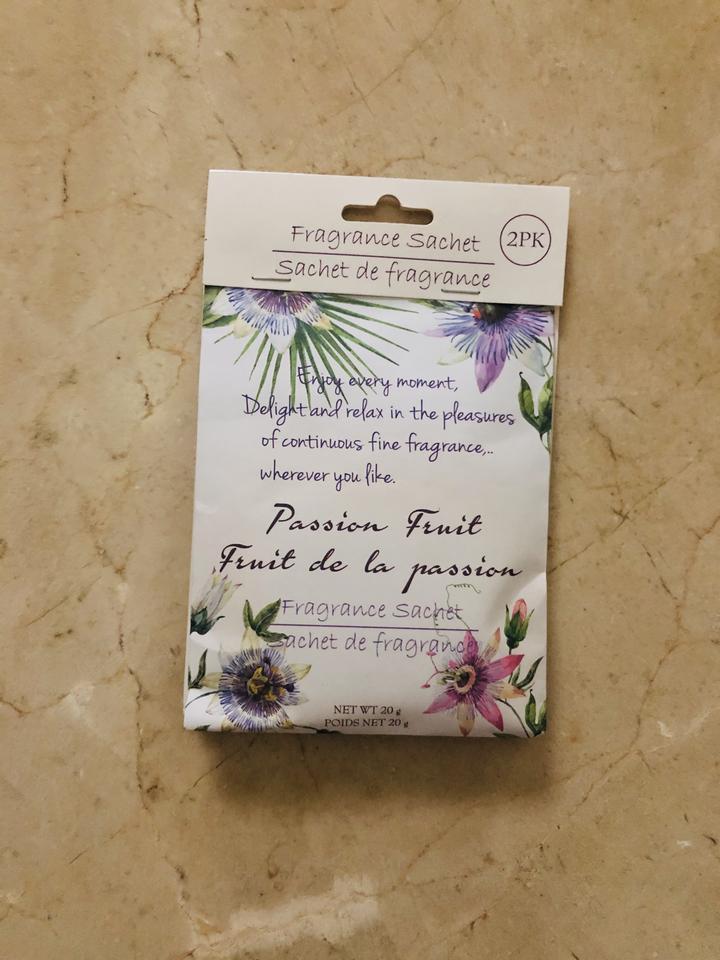 Fragrance Sachet
2PK
Sachet de fragrance
Enjoy every moment,
Delight and relax in the pleasures
of continuous fine fragrance,..
wherever you like.
Passion Fruit
Fruit de la passion
Fragrance Sachet
Sachet de fragrance
NET WT 20 g
POIDS NET 20 g